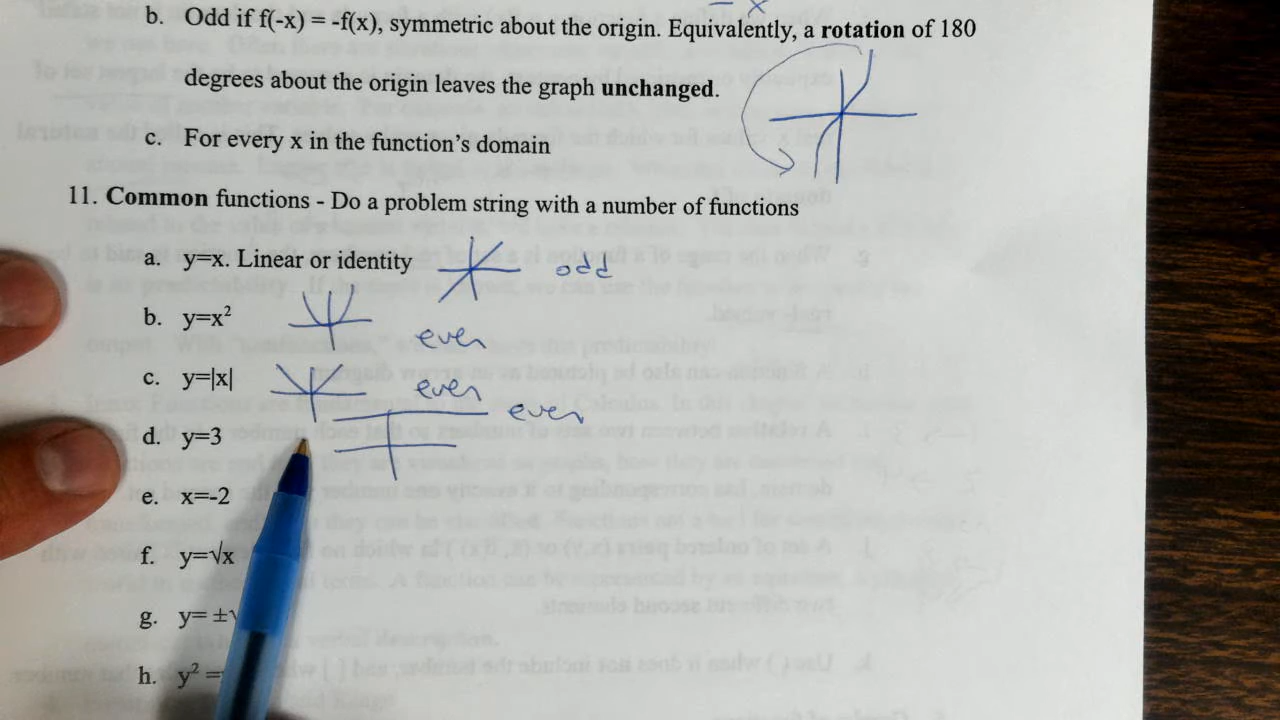 - x
b. Odd if f(-x) = -f(x), symmetric about the origin. Equivalently, a rotation of 180
degrees about the origin leaves the graph unchanged.
c. For every x in the function's domain
11. Common functions - Do a problem string with a number of functions
a. y=x. Linear or identity odd
b. y=x² even
c. y=|x| even
d. y=3 even
e. x=-2
f. y=√x
g. y= ±
h. y² =